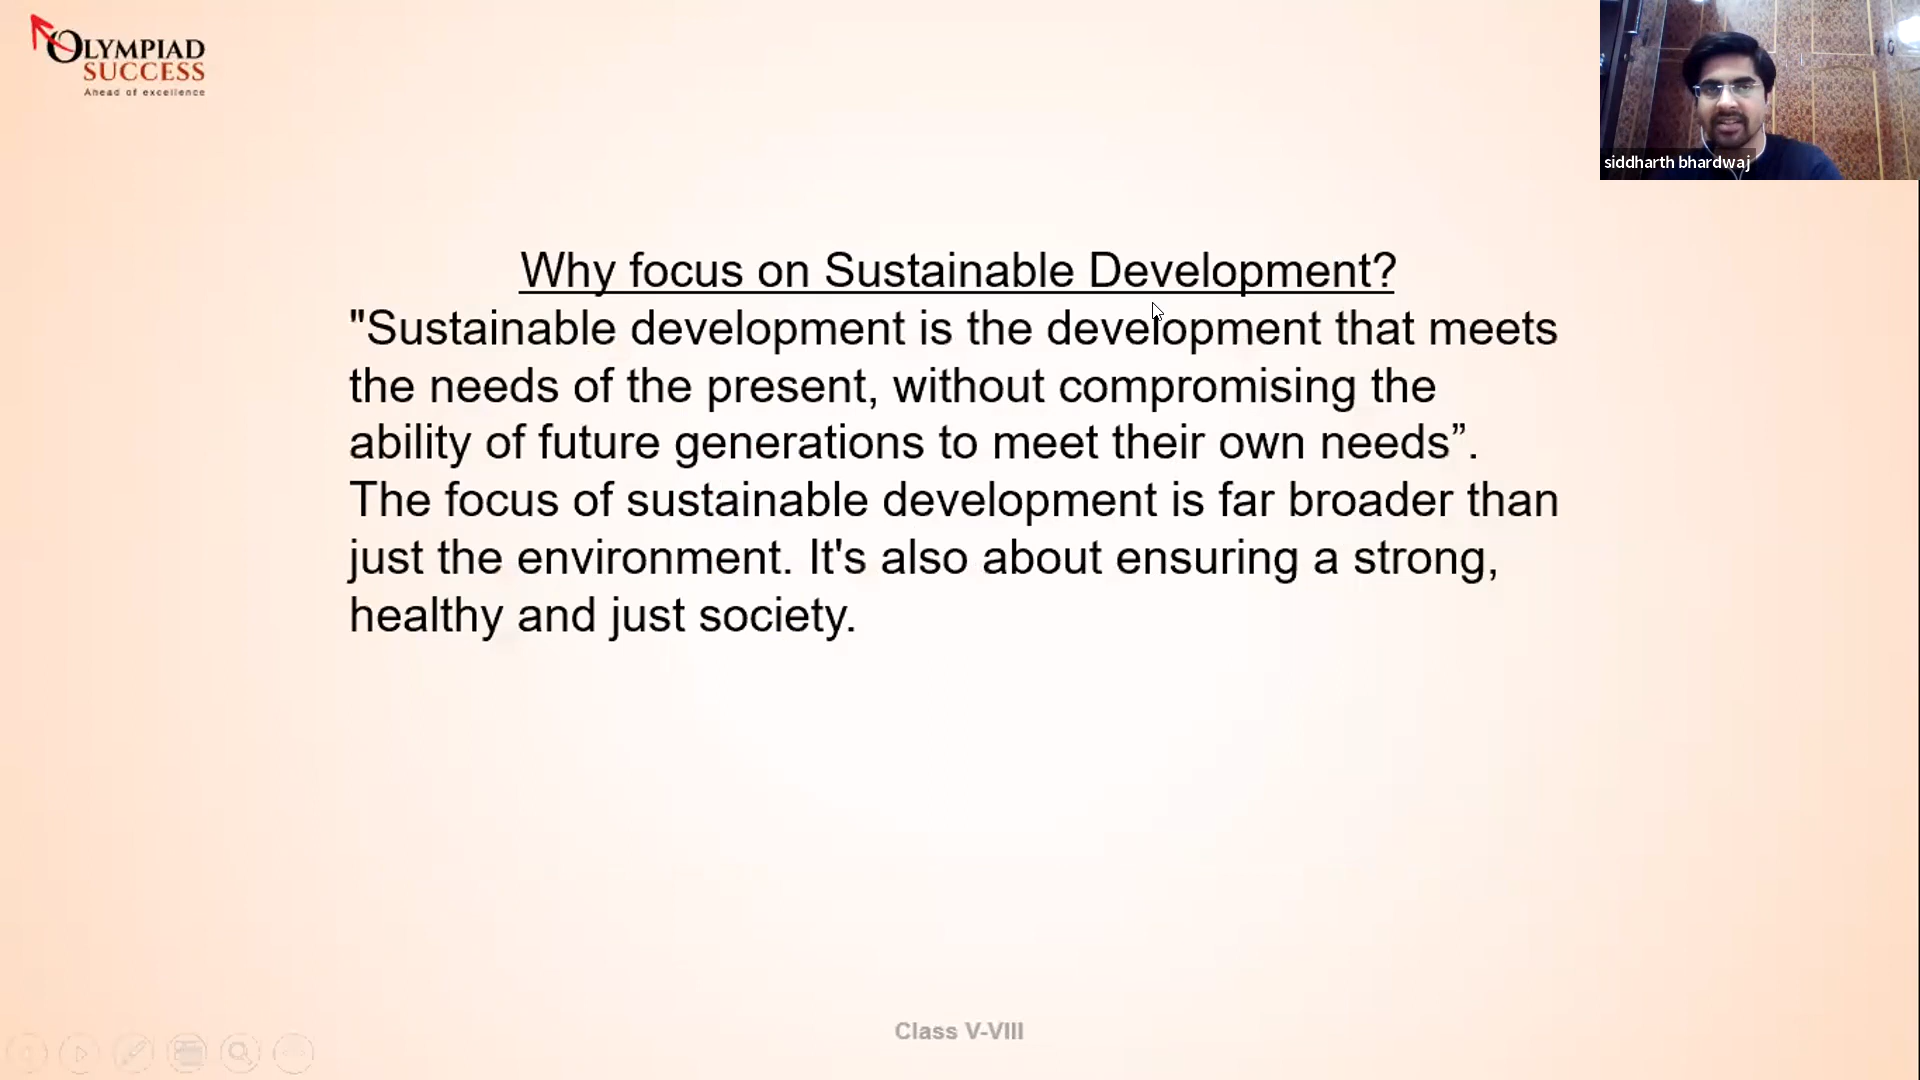 OLYMPIAD
SUCCESS
Ahead of excellence
siddharth bhardwaj
Why focus on Sustainable Development?
"Sustainable development is the development that meets
the needs of the present, without compromising the
ability of future generations to meet their own needs”.
The focus of sustainable development is far broader than
just the environment. It's also about ensuring a strong,
healthy and just society.
Class V-VIII